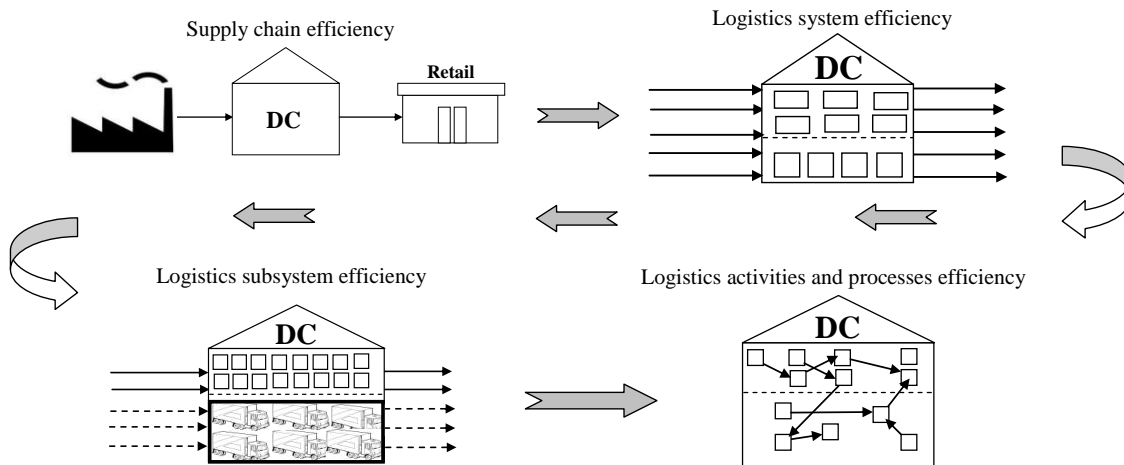 Supply chain efficiency
Logistics system efficiency
Retail
DC
DC
Logistics subsystem efficiency
Logistics activities and processes efficiency
DC
DC